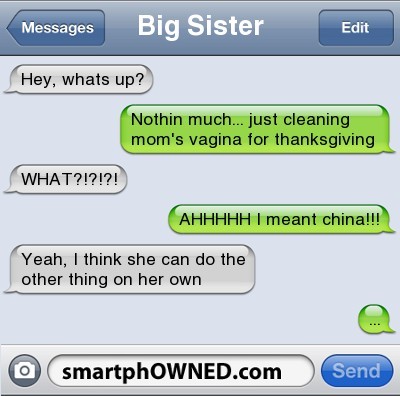 Messages
Big Sister
Edit
Hey, whats up?
Nothin much... just cleaning
mom's vagina for thanksgiving
WHAT?!?!?!
AHHHHH I meant china!!!
Yeah, I think she can do the
other thing on her own
...
smartphOWNED.com
Send